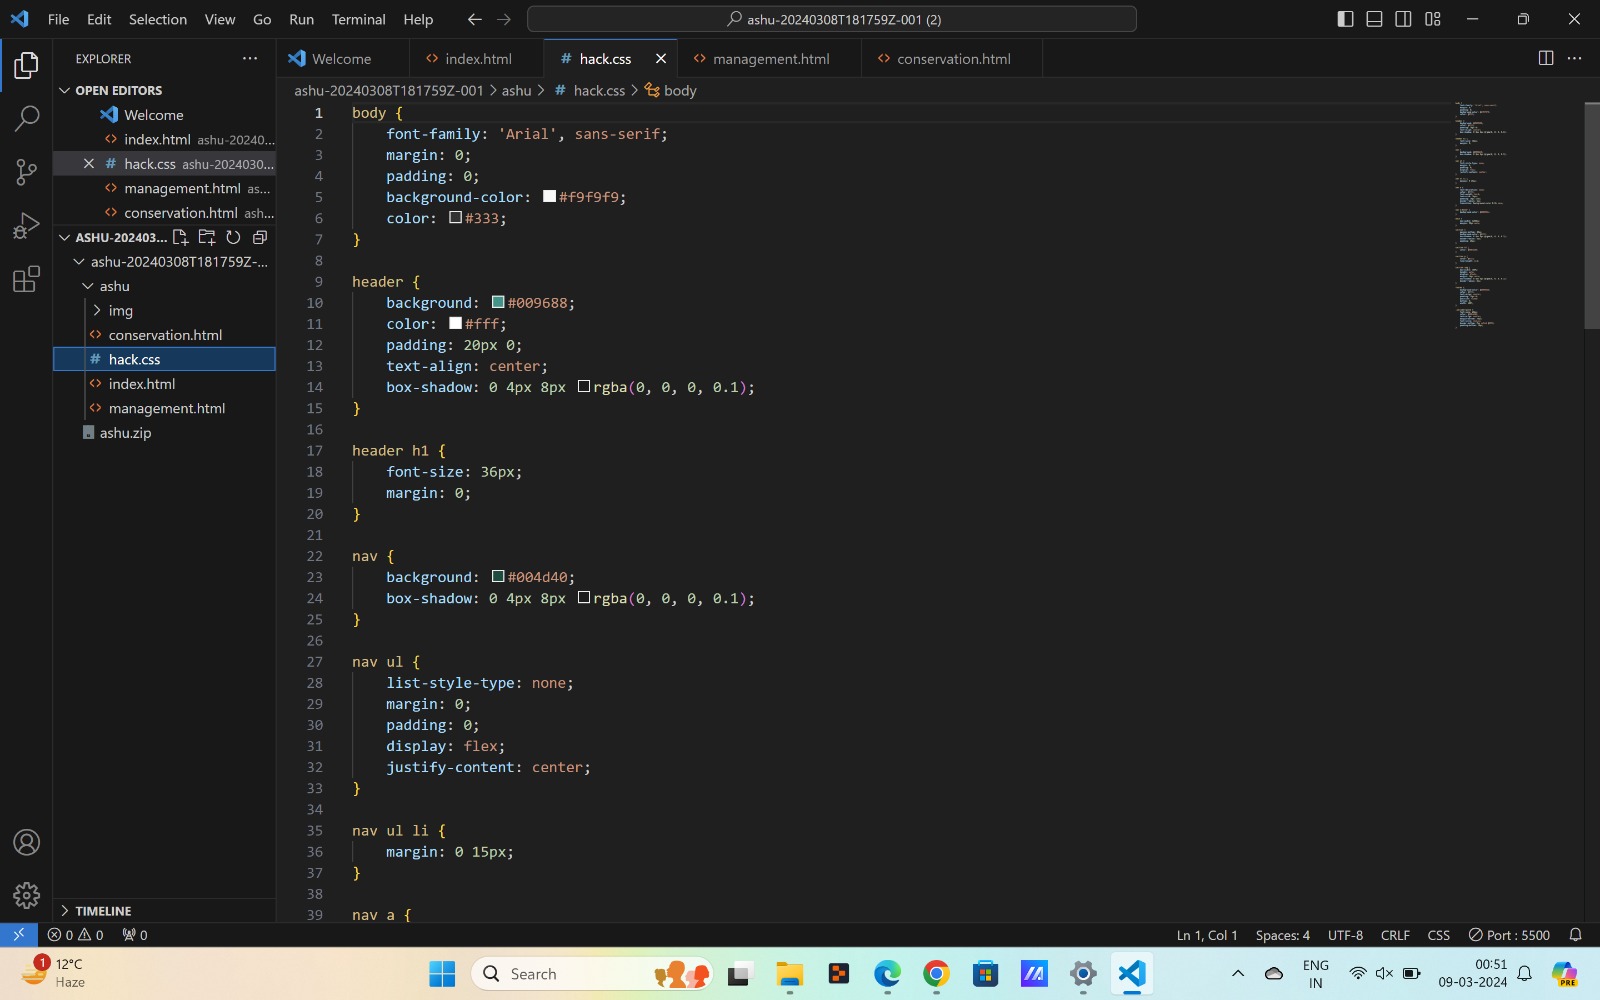 File Edit Selection View Go Run Terminal Help
ashu-20240308T181759Z-001 (2)
EXPLORER
OPEN EDITORS
Welcome
index.html ashu-20240...
hack.css ashu-2024030...
management.html as...
conservation.html ash...
ASHU-202403...
ashu-20240308T181759Z-...
ashu
img
conservation.html
hack.css
index.html
management.html
ashu.zip
TIMELINE
Welcome index.html hack.css management.html conservation.html
ashu-20240308T181759Z-001 > ashu > # hack.css > body
1 body {
2 font-family: 'Arial', sans-serif;
3 margin: 0;
4 padding: 0;
5 background-color: #f9f9f9;
6 color: #333;
7 }
8
9 header {
10 background: #009688;
11 color: #fff;
12 padding: 20px 0;
13 text-align: center;
14 box-shadow: 0 4px 8px rgba(0, 0, 0, 0.1);
15 }
16
17 header h1 {
18 font-size: 36px;
19 margin: 0;
20 }
21
22 nav {
23 background: #004d40;
24 box-shadow: 0 4px 8px rgba(0, 0, 0, 0.1);
25 }
26
27 nav ul {
28 list-style-type: none;
29 margin: 0;
30 padding: 0;
31 display: flex;
32 justify-content: center;
33 }
34
35 nav ul li {
36 margin: 0 15px;
37 }
38
39 nav a {
0 0 0
Ln 1, Col 1 Spaces: 4 UTF-8 CRLF CSS Port : 5500
1
12°C
Haze
Search
PRE
ENG
IN
00:51
09-03-2024